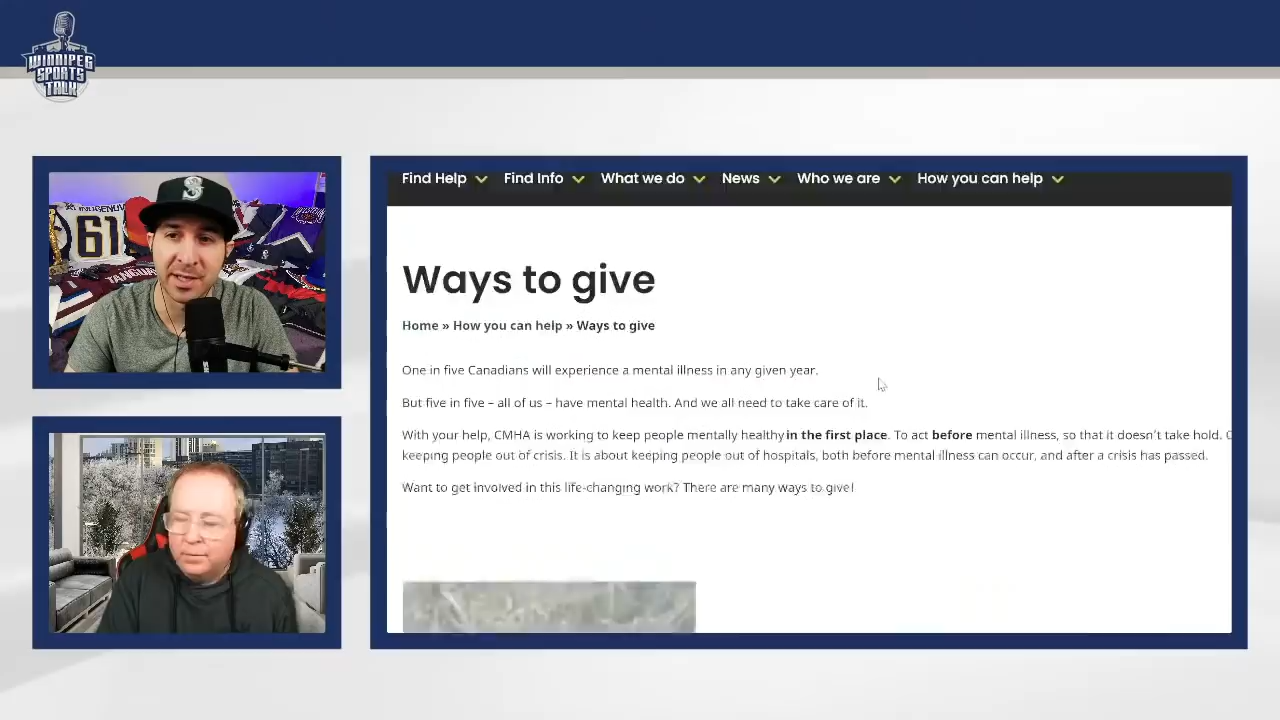 WINNIPEG
SPORTS
TALK
61
TANGUA
Find Help
Find Info
What we do
News
Who we are
How you can help
Ways to give
Home » How you can help » Ways to give
One in five Canadians will experience a mental illness in any given year.
But five in five – all of us – have mental health. And we all need to take care of it.
With your help, CMHA is working to keep people mentally healthy in the first place. To act before mental illness, so that it doesn't take hold.
keeping people out of crisis. It is about keeping people out of hospitals, both before mental illness can occur, and after a crisis has passed.
Want to get involved in this life-changing work? There are many ways to give!